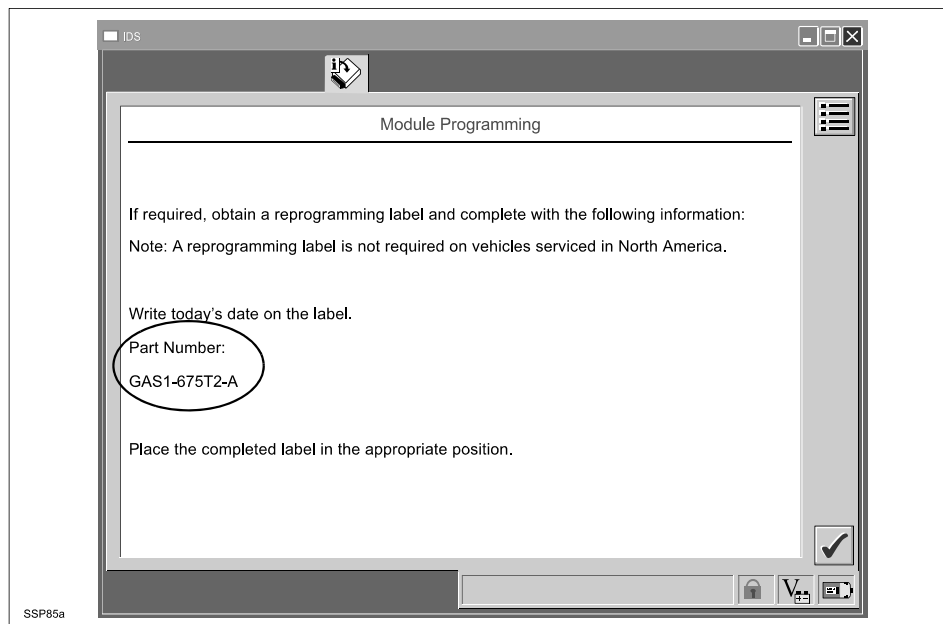 IDS
Module Programming
If required, obtain a reprogramming label and complete with the following information:
Note: A reprogramming label is not required on vehicles serviced in North America.
Write today's date on the label.
Part Number:
GAS1-675T2-A
Place the completed label in the appropriate position.
V
SSP85a